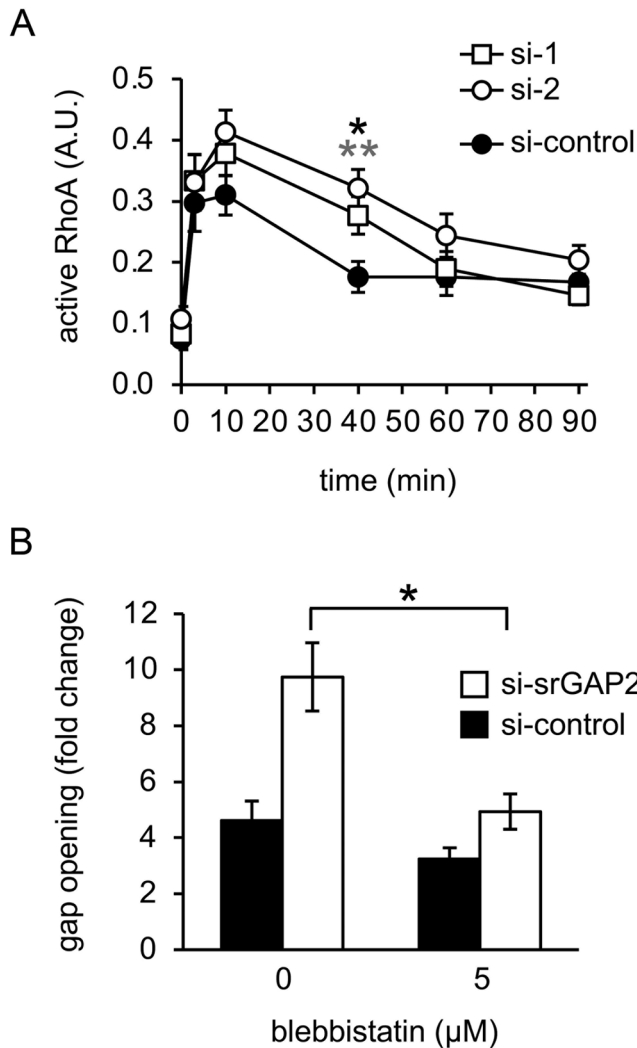 A
si-1
si-2
si-control
0.5
0.4
0.3
0.2
0.1
0.0
active RhoA (A.U.)
*
**
0 10 20 30 40 50 60 70 80 90
time (min)
B
*
12
10
8
6
4
2
0
gap opening (fold change)
si-srGAP2
si-control
0 5
blebbistatin (µM)